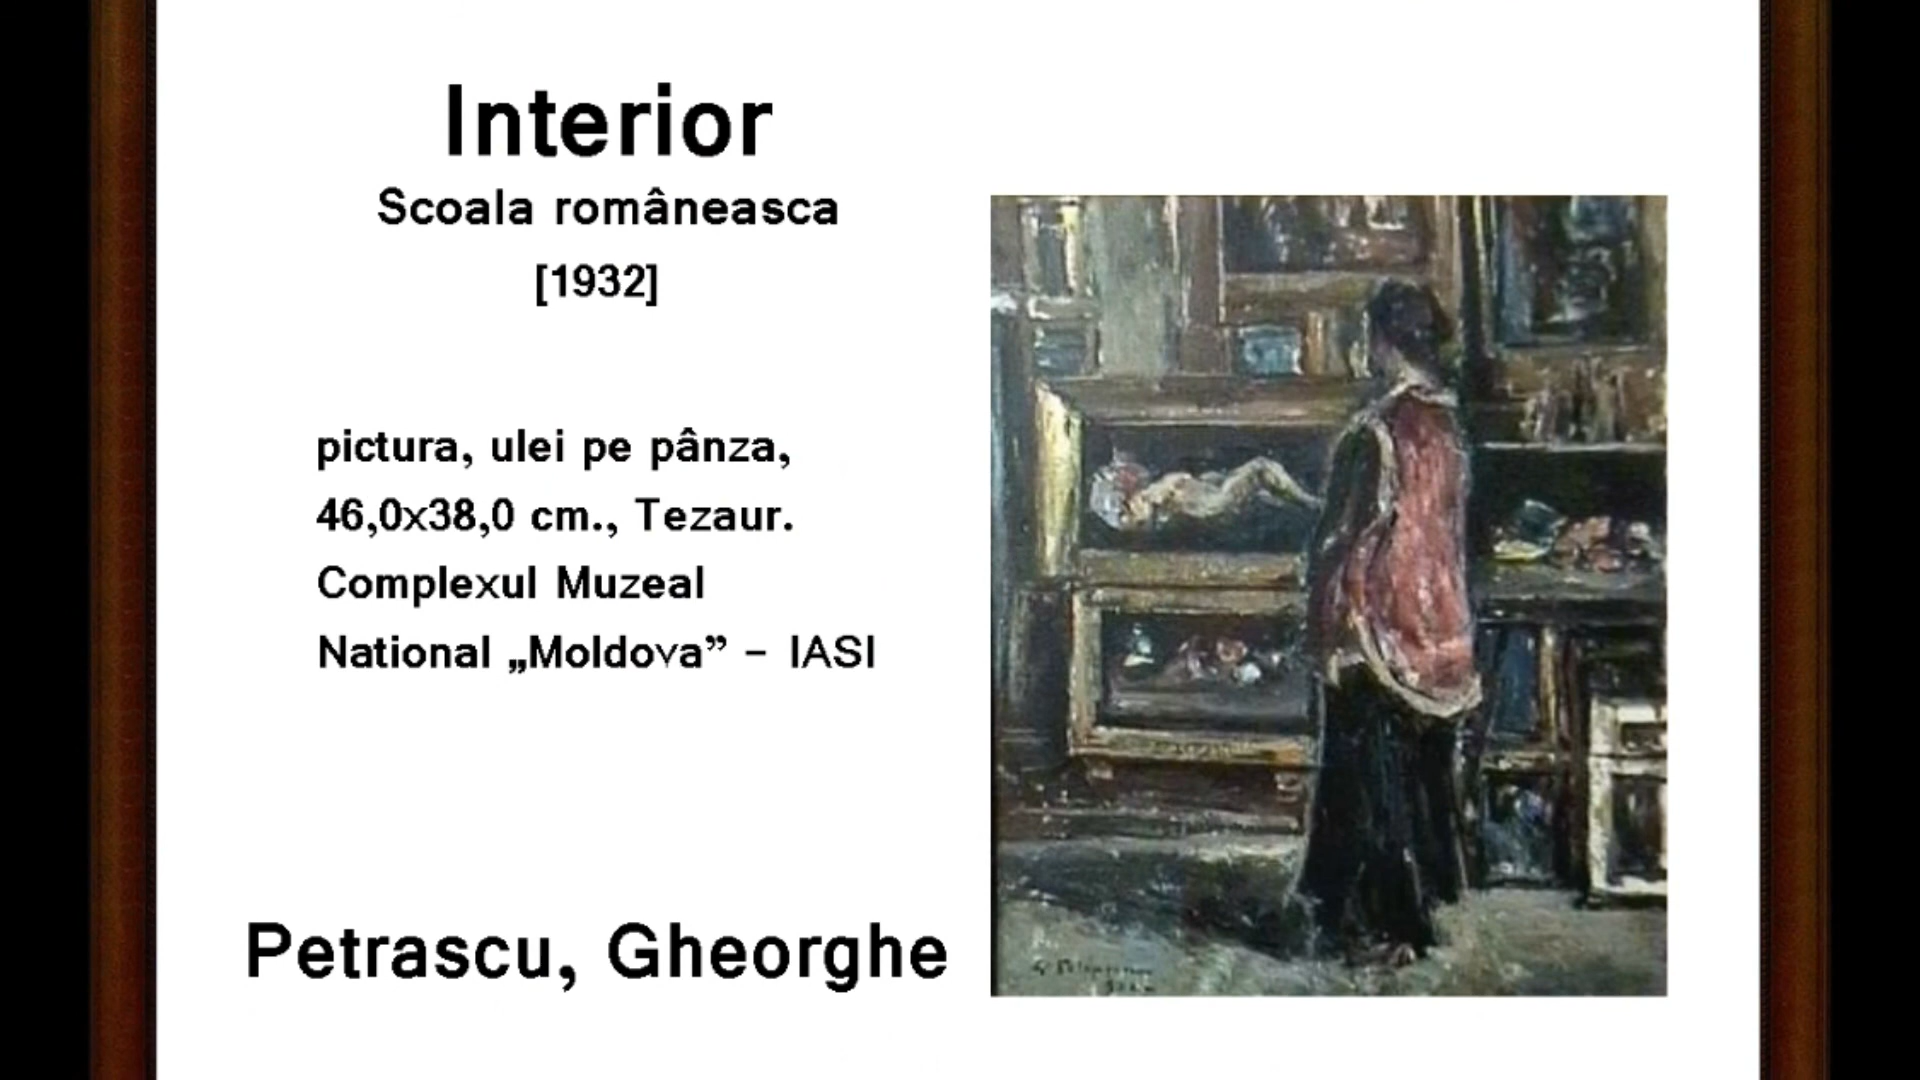 Interior
Scoala româneasca
[1932]
pictura, ulei pe pânza,
46,0x38,0 cm., Tezaur.
Complexul Muzeal
National „Moldova” – IASI
Petrascu, Gheorghe